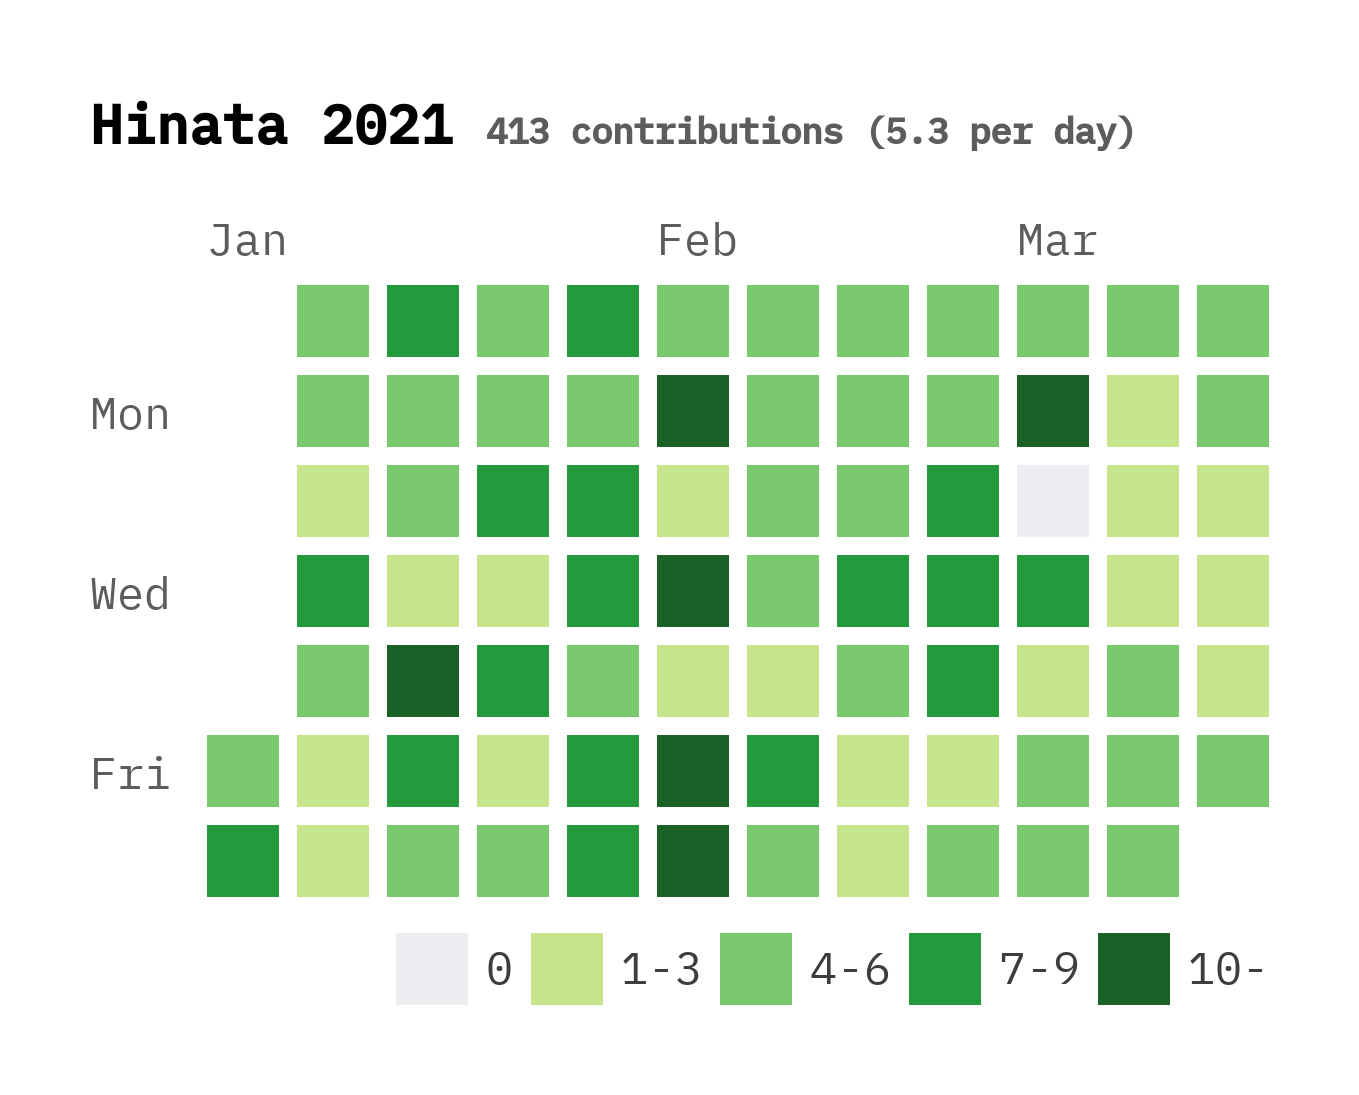 Hinata 2021 413 contributions (5.3 per day)
Jan Feb Mar
Mon
Wed
Fri
0 1-3 4-6 7-9 10-